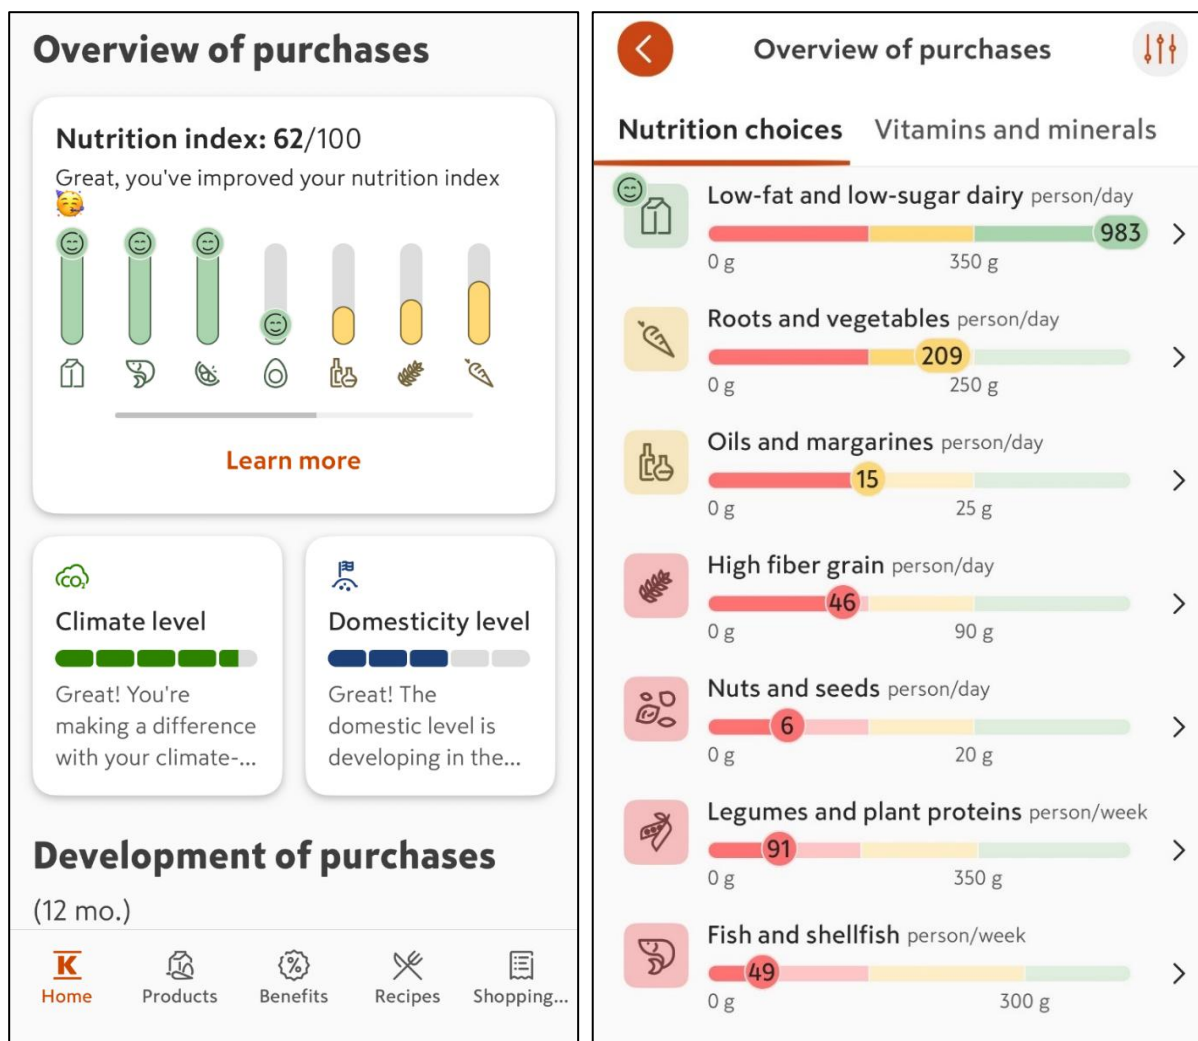 Overview of purchases
Nutrition index: 62/100
Great, you've improved your nutrition index
🥳
Learn more
CO₂
Climate level
Great! You're
making a difference
with your climate-...
Domesticity level
Great! The
domestic level is
developing in the...
Development of purchases
(12 mo.)
K
Home
Products
%
Benefits
Recipes
Shopping...
Overview of purchases
Nutrition choices
Vitamins and minerals
Low-fat and low-sugar dairy person/day
983
0 g 350 g
Roots and vegetables person/day
209
0 g 250 g
Oils and margarines person/day
15
0 g 25 g
High fiber grain person/day
46
0 g 90 g
Nuts and seeds person/day
6
0 g 20 g
Legumes and plant proteins person/week
91
0 g 350 g
Fish and shellfish person/week
49
0 g 300 g